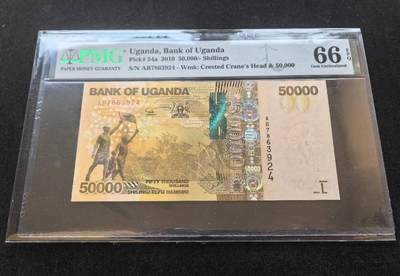 PMG
PAPER MONEY GUARANTY
Uganda, Bank of Uganda
Pick# 54a 2010 50,000/- Shillings
S/N AB7863924 - Wmk: Crested Crane's Head & 50,000
66 EPQ
Gem Uncirculated
BANK OF UGANDA
50000
AB7863924
AB7863924
50000
FIFTY THOUSAND
SHILLINGS
SHILINGI ELFU HAMSINI